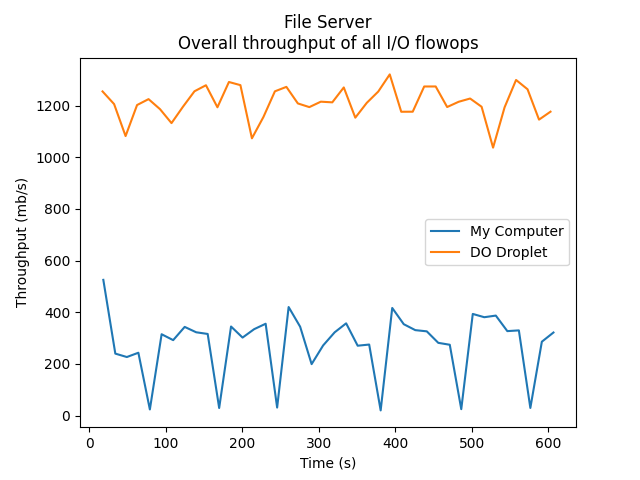 File Server
Overall throughput of all I/O flowops
Throughput (mb/s)
1200
1000
800
600
400
200
0
My Computer
DO Droplet
0 100 200 300 400 500 600
Time (s)